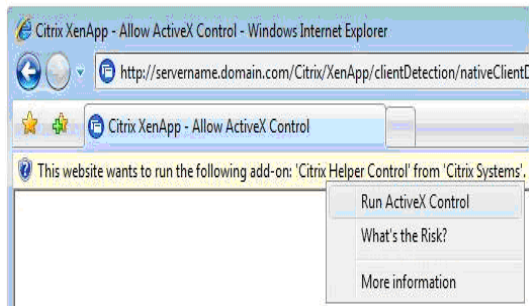 Citrix XenApp - Allow ActiveX Control - Windows Internet Explorer
http://servername.domain.com/Citrix/XenApp/clientDetection/nativeClientD
Citrix XenApp - Allow ActiveX Control
This website wants to run the following add-on: 'Citrix Helper Control' from 'Citrix Systems'.
Run ActiveX Control
What's the Risk?
More information